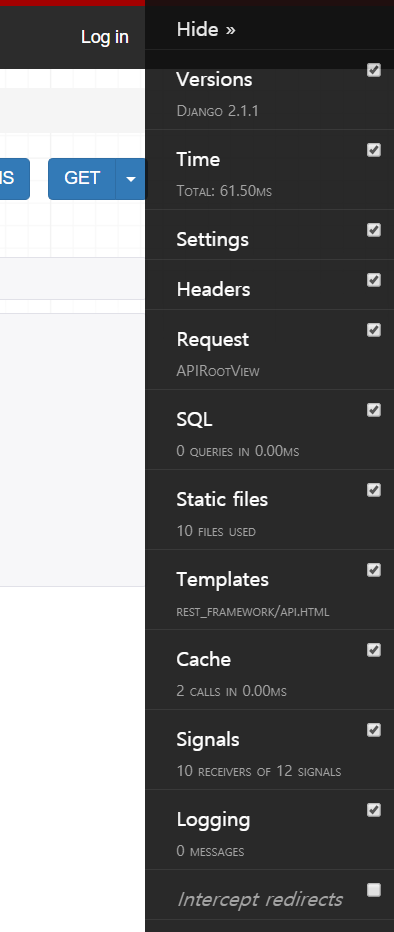 Log in
Hide »
Versions
Django 2.1.1
Time
Total: 61.50ms
GET
Settings
Headers
Request
APIRootView
SQL
0 queries in 0.00ms
Static files
10 files used
Templates
rest_framework/api.html
Cache
2 calls in 0.00ms
Signals
10 receivers of 12 signals
Logging
0 messages
Intercept redirects